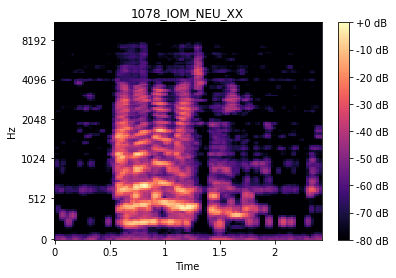 1078_IOM_NEU_XX
8192
4096
2048
1024
512
0
Hz
0
0.5
1
1.5
2
Time
+0 dB
-10 dB
-20 dB
-30 dB
-40 dB
-50 dB
-60 dB
-70 dB
-80 dB